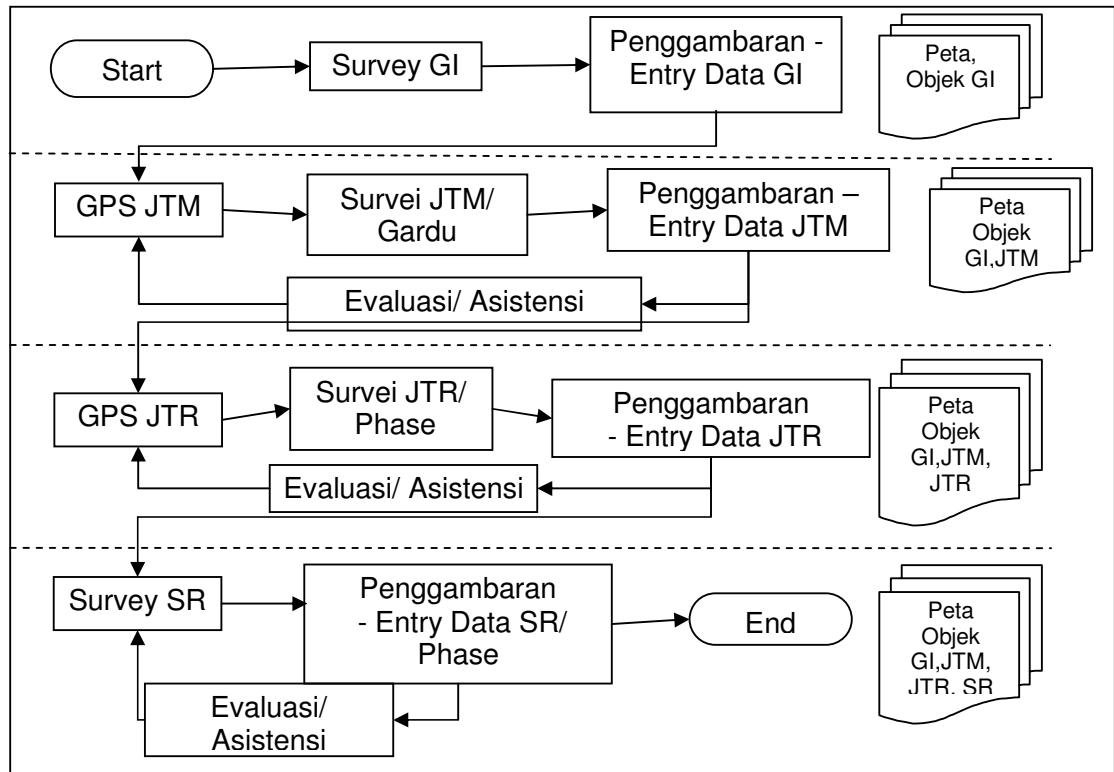 Start
Survey GI
Penggambaran -
Entry Data GI
Peta,
Objek GI
GPS JTM
Survei JTM/
Gardu
Penggambaran –
Entry Data JTM
Peta
Objek
GI,JTM
Evaluasi/ Asistensi
GPS JTR
Survei JTR/
Phase
Penggambaran
- Entry Data JTR
Peta
Objek
GI,JTM,
JTR
Evaluasi/ Asistensi
Survey SR
Penggambaran
- Entry Data SR/
Phase
End
Peta
Objek
GI,JTM,
JTR, SR
Evaluasi/
Asistensi